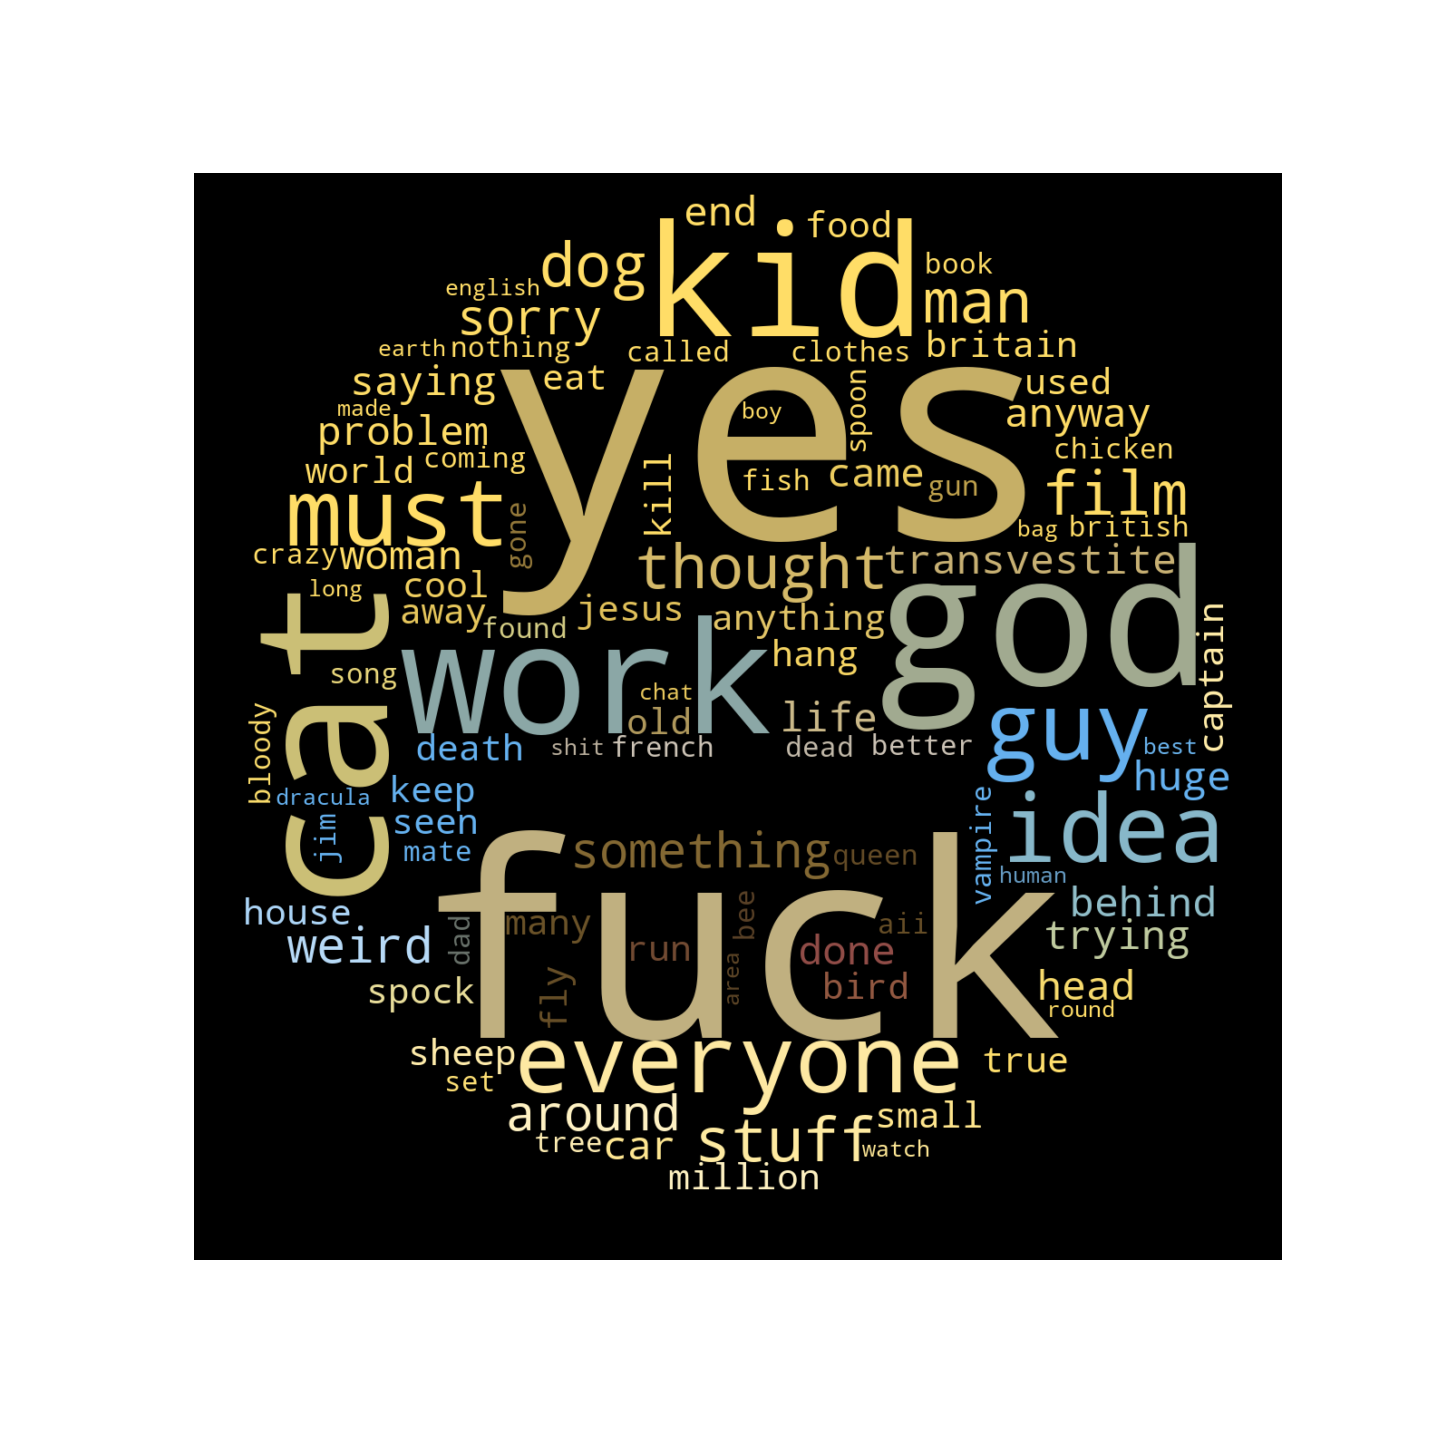 end
food
kid
dog
book
man
english
sorry
earth
nothing
called
clothes
britain
yes
saying
eat
used
made
boy
spoon
anyway
problem
world
coming
chicken
kill
fish
came
gun
film
must
gone
bag
british
crazy
woman
thought
transvestite
long
cool
god
cat
away
found
jesus
anything
captain
work
hang
song
chat
old
life
guy
bloody
death
shit
french
dead
better
best
huge
dracula
keep
vampire
idea
jim
seen
mate
fuck
something
queen
human
house
weird
dad
many
bee
aii
behind
run
done
trying
spock
fly
area
bird
head
round
sheep
everyone
true
set
around
stuff
small
tree
car
watch
million